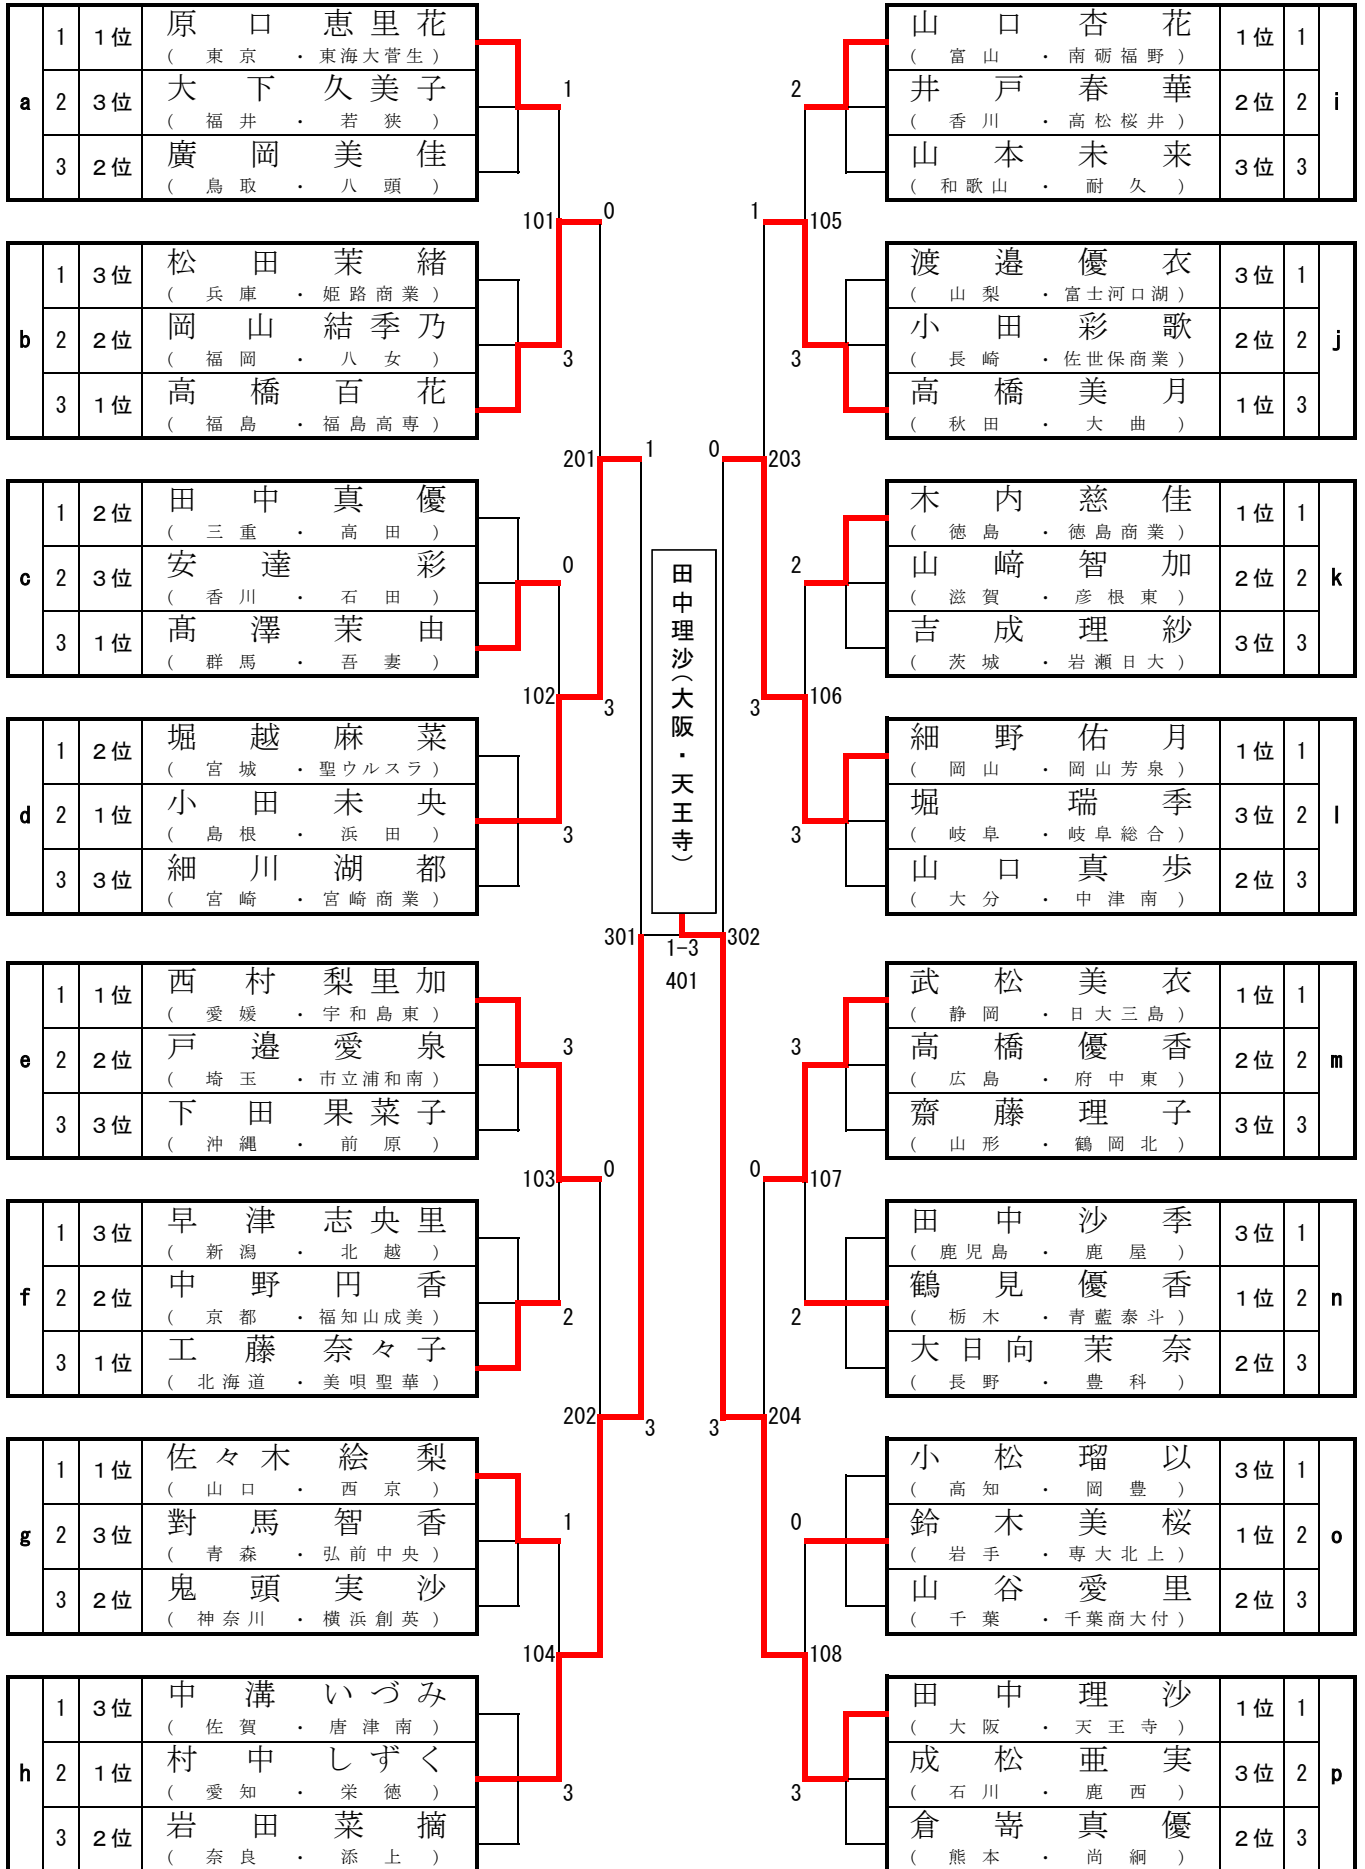 a
1 1位 原口恵里花
(東京・東海大菅生)
2 3位 大下久美子
(福井・若狭)
3 2位 廣岡美佳
(鳥取・八頭)
1
101
0
b
1 3位 松田茉緒
(兵庫・姫路商業)
2 2位 岡山結季乃
(福岡・八女)
3 1位 高橋百花
(福島・福島高専)
3
201
1
c
1 2位 田中真優
(三重・高田)
2 3位 安達彩
(香川・石田)
3 1位 髙澤茉由
(群馬・吾妻)
0
102
3
d
1 2位 堀越麻菜
(宮城・聖ウルスラ)
2 1位 小田未央
(島根・浜田)
3 3位 細川湖都
(宮崎・宮崎商業)
3
301
e
1 1位 西村梨里加
(愛媛・宇和島東)
2 2位 戸邉愛泉
(埼玉・市立浦和南)
3 3位 下田果菜子
(沖縄・前原)
3
103
0
f
1 3位 早津志央里
(新潟・北越)
2 2位 中野円香
(京都・福知山成美)
3 1位 工藤奈々子
(北海道・美唄聖華)
2
202
3
g
1 1位 佐々木絵梨
(山口・西京)
2 3位 對馬智香
(青森・弘前中央)
3 2位 鬼頭実沙
(神奈川・横浜創英)
1
104
h
1 3位 中溝いづみ
(佐賀・唐津南)
2 1位 村中しずく
(愛知・栄徳)
3 2位 岩田菜摘
(奈良・添上)
3
田中理沙(大阪・天王寺)
1-3
401
山口杏花 1位 1
(富山・南砺福野)
井戸春華 2位 2
(香川・高松桜井)
山本未来 3位 3
(和歌山・耐久)
i
2
1
105
渡邉優衣 3位 1
(山梨・富士河口湖)
小田彩歌 2位 2
(長崎・佐世保商業)
高橋美月 1位 3
(秋田・大曲)
j
3
0
203
木内慈佳 1位 1
(徳島・徳島商業)
山﨑智加 2位 2
(滋賀・彦根東)
吉成理紗 3位 3
(茨城・岩瀬日大)
k
2
3
106
細野佑月 1位 1
(岡山・岡山芳泉)
堀瑞季 3位 2
(岐阜・岐阜総合)
山口真歩 2位 3
(大分・中津南)
l
3
302
武松美衣 1位 1
(静岡・日大三島)
高橋優香 2位 2
(広島・府中東)
齋藤理子 3位 3
(山形・鶴岡北)
m
3
0
107
田中沙季 3位 1
(鹿児島・鹿屋)
鶴見優香 1位 2
(栃木・青藍泰斗)
大日向茉奈 2位 3
(長野・豊科)
n
2
3
204
小松瑠以 3位 1
(高知・岡豊)
鈴木美桜 1位 2
(岩手・専大北上)
山谷愛里 2位 3
(千葉・千葉商大付)
o
0
108
田中理沙 1位 1
(大阪・天王寺)
成松亜実 3位 2
(石川・鹿西)
倉嵜真優 2位 3
(熊本・尚絅)
p
3